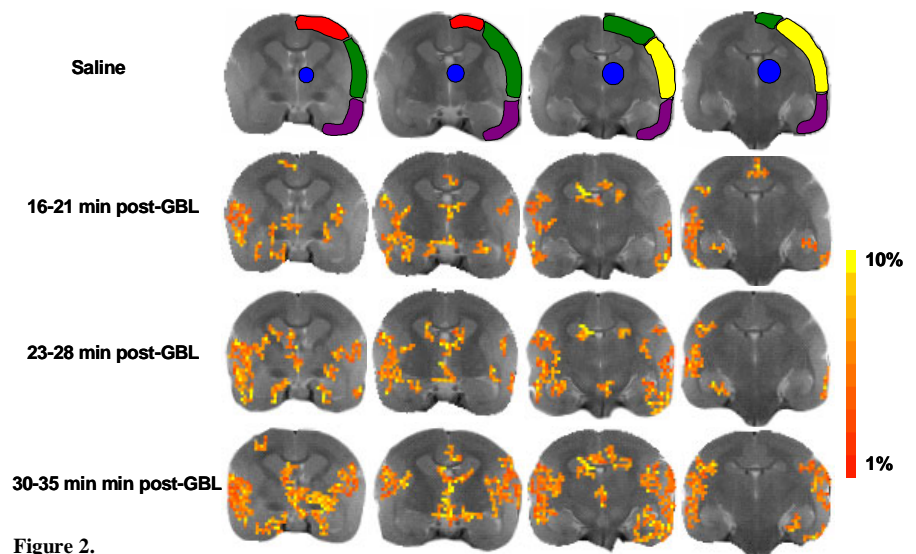 Saline
16-21 min post-GBL
10%
23-28 min post-GBL
1%
30-35 min min post-GBL
Figure 2.